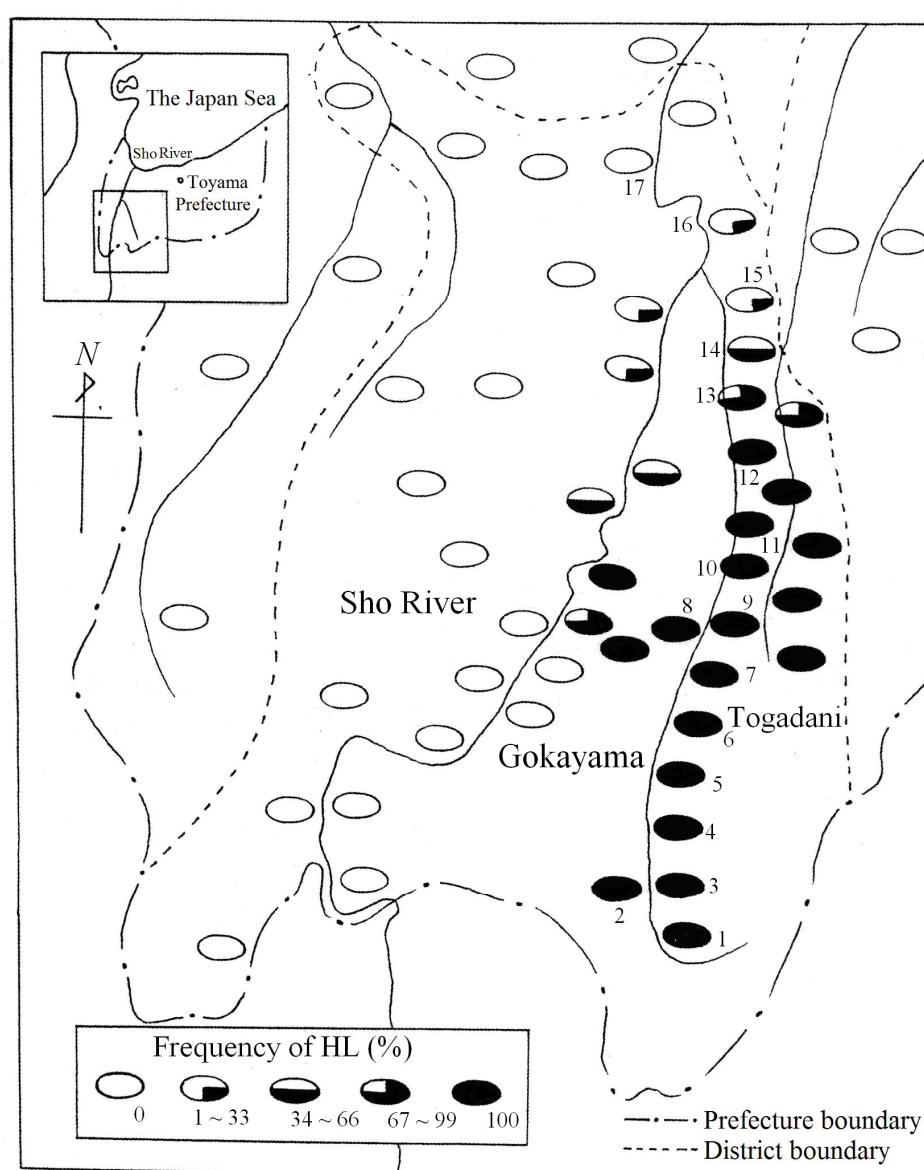 The Japan Sea
Sho River
Toyama
Prefecture
N
17
16
15
14
13
12
11
10
9
8
7
6
5
4
3
2
1
Sho River
Togadani
Gokayama
Frequency of HL (%)
0
1 ~ 33
34 ~ 66
67 ~ 99
100
Prefecture boundary
District boundary